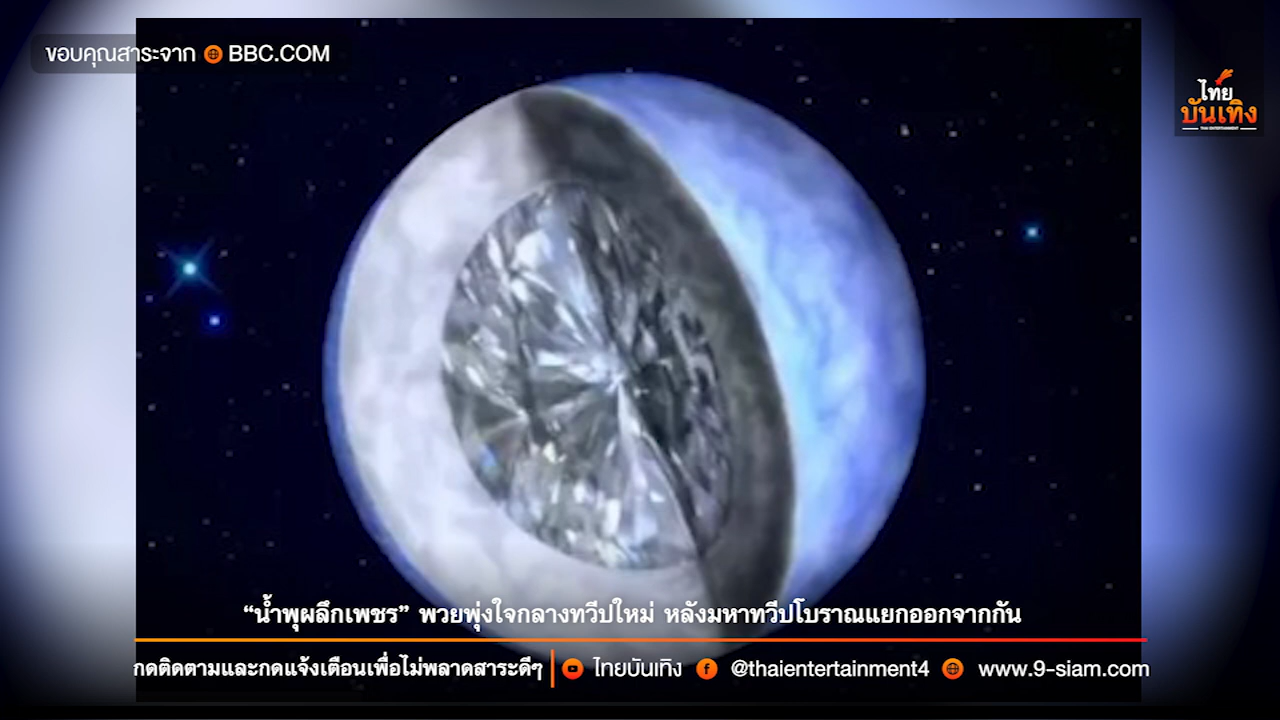 ขอบคุณสาระจาก BBC.COM
ไทย
บันเทิง
THAI ENTERTAINMENT
“น้ำพุผลึกเพชร” พวยพุ่งใจกลางทวีปใหม่ หลังมหาทวีปโบราณแยกออกจากกัน
กดติดตามและกดแจ้งเตือนเพื่อไม่พลาดสาระดีๆ ไทยบันเทิง @thaientertainment4 www.9-siam.com